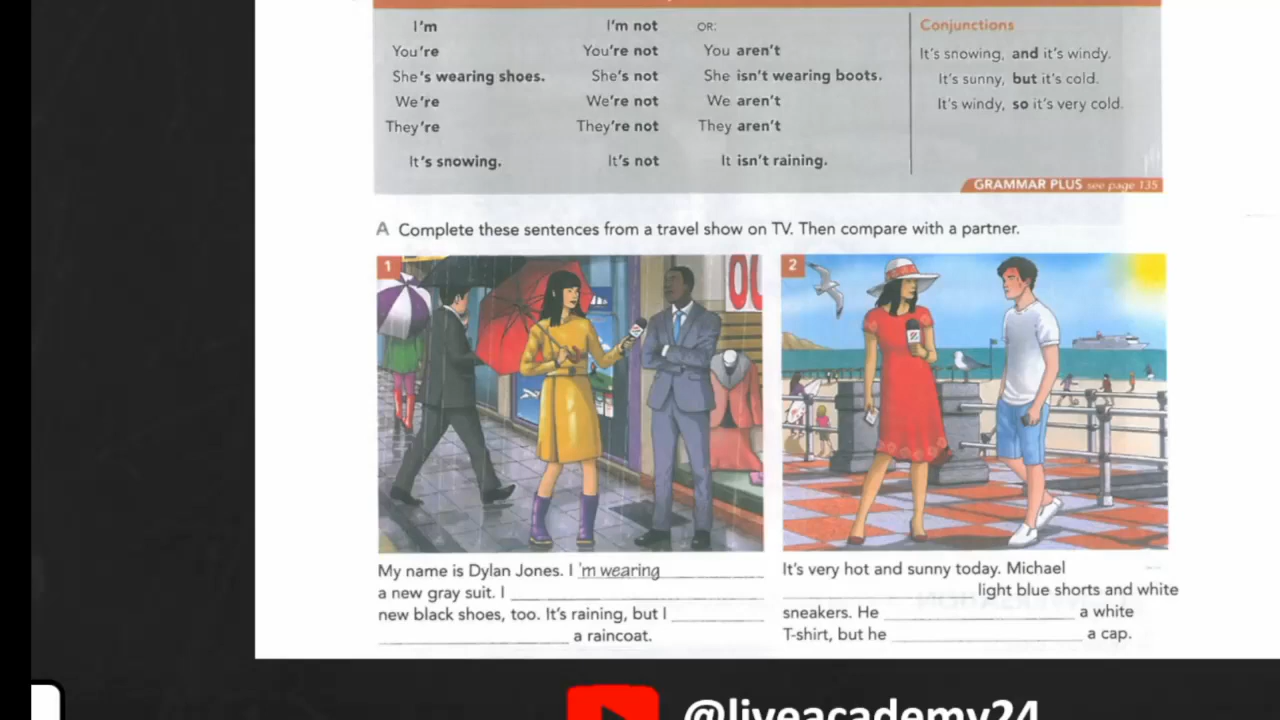 I'm I'm not OR: Conjunctions
You're You're not You aren't It's snowing, and it's windy.
She's wearing shoes. She's not She isn't wearing boots. It's sunny, but it's cold.
We're We're not We aren't It's windy, so it's very cold.
They're They're not They aren't
It's snowing. It's not It isn't raining.
GRAMMAR PLUS see page 135
A Complete these sentences from a travel show on TV. Then compare with a partner.
1
2
My name is Dylan Jones. I 'm wearing
a new gray suit. I
new black shoes, too. It's raining, but I
a raincoat.
It's very hot and sunny today. Michael
light blue shorts and white
sneakers. He a white
T-shirt, but he a cap.
@liveacademy24